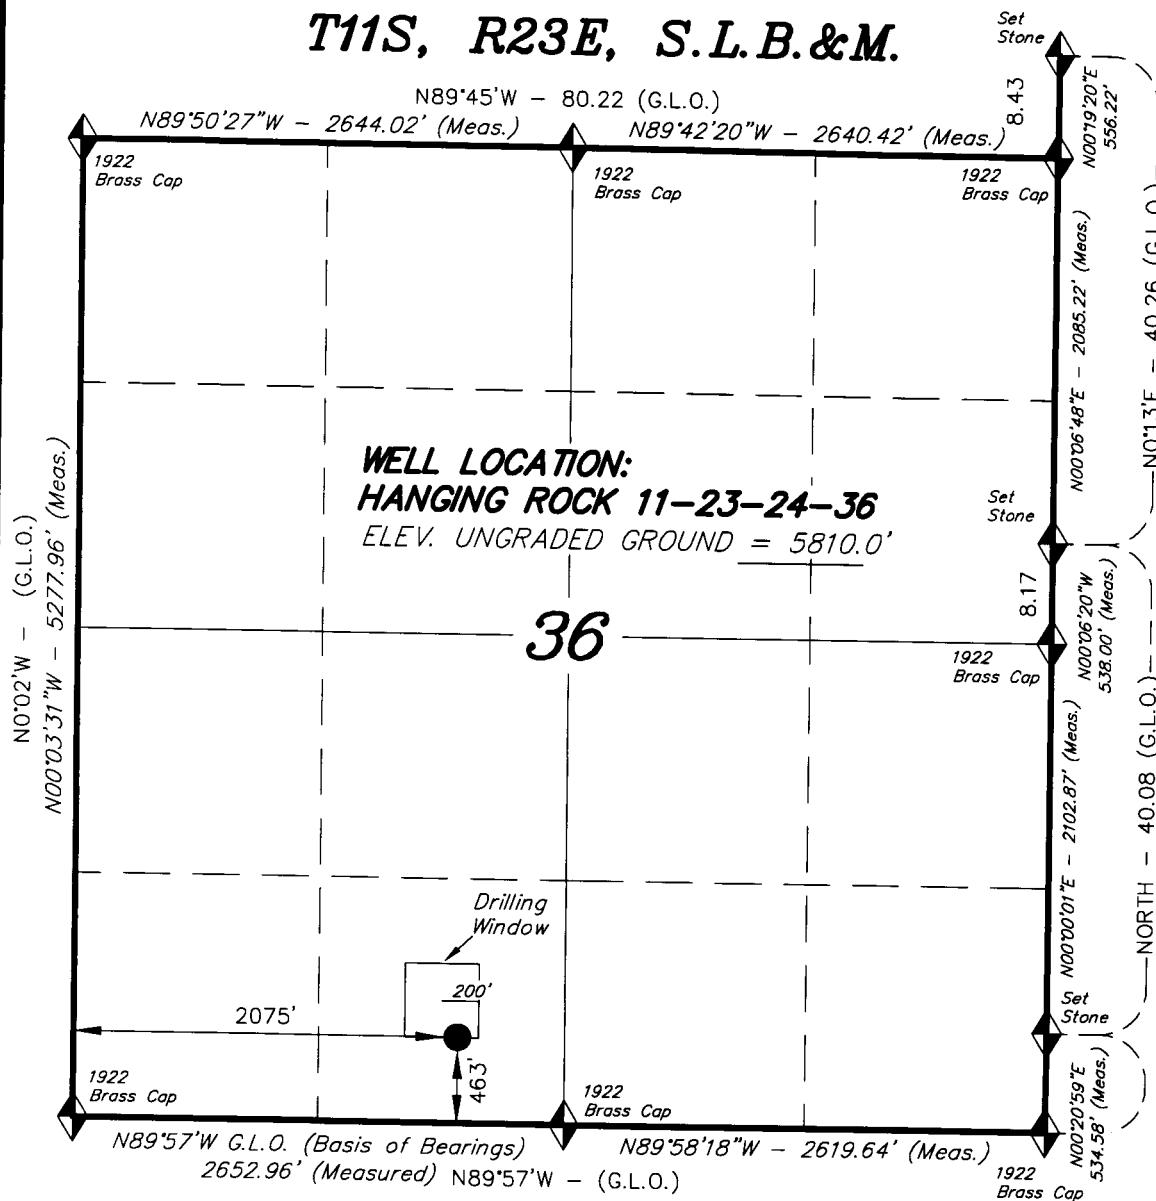 T11S, R23E, S.L.B.&M.
Set
Stone
N89°45'W – 80.22 (G.L.O.)
N89°50'27"W – 2644.02' (Meas.)
N89°42'20"W – 2640.42' (Meas.)
8.43
N00°19'20"E
556.22'
1922
Brass Cap
1922
Brass Cap
1922
Brass Cap
N00°06'48"E – 2085.22' (Meas.)
N0°13'E – 40.26 (G.L.O.)
WELL LOCATION:
HANGING ROCK 11–23–24–36
ELEV. UNGRADED GROUND = 5810.0'
Set
Stone
N0°02'W – (G.L.O.)
N00°03'31"W – 5277.96' (Meas.)
8.17
N00°06'20"W
538.00' (Meas.)
36
1922
Brass Cap
N00°00'01"E – 2102.87' (Meas.)
NORTH – 40.08 (G.L.O.)
Drilling
Window
200'
2075'
463'
Set
Stone
1922
Brass Cap
1922
Brass Cap
N00°20'59"E
534.58' (Meas.)
N89°57'W G.L.O. (Basis of Bearings)
2652.96' (Measured)
N89°57'W – (G.L.O.)
N89°58'18"W – 2619.64' (Meas.)
1922
Brass Cap